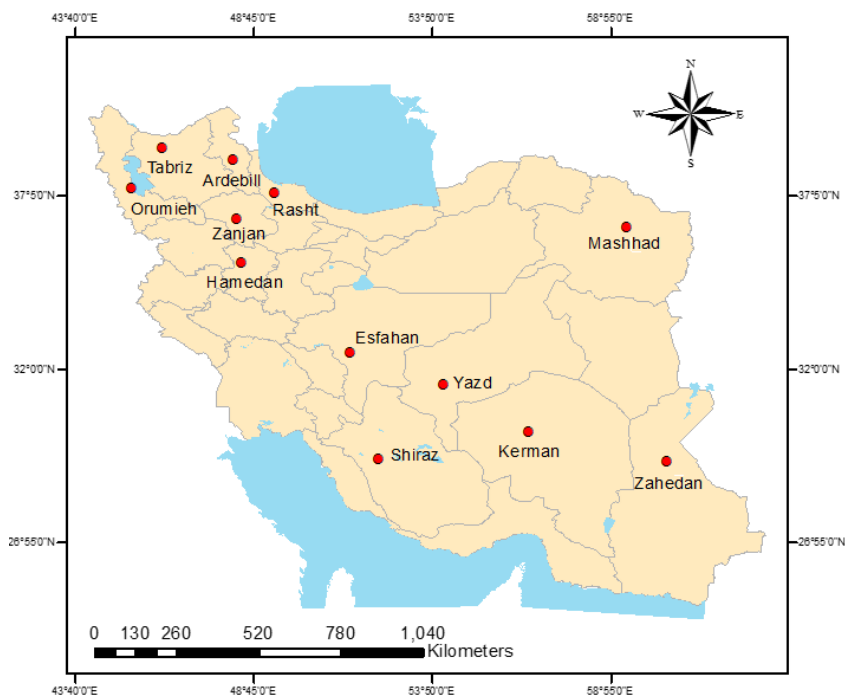 43°40'0"E 48°45'0"E 53°50'0"E 58°55'0"E
N
W E
S
Tabriz
Ardebill
37°50'N 37°5'0"N
Orumieh
Rasht
Zanjan
Mashhad
Hamedan
Esfahan
32°0'0"N 32°0'0"N
Yazd
Shiraz
Kerman
Zahedan
26°55'0"N 26°55'0"N
0 130 260 520 780 1,040
Kilometers
43°40'0"E 48°45'0"E 53°50'0"E 58°55'0"E